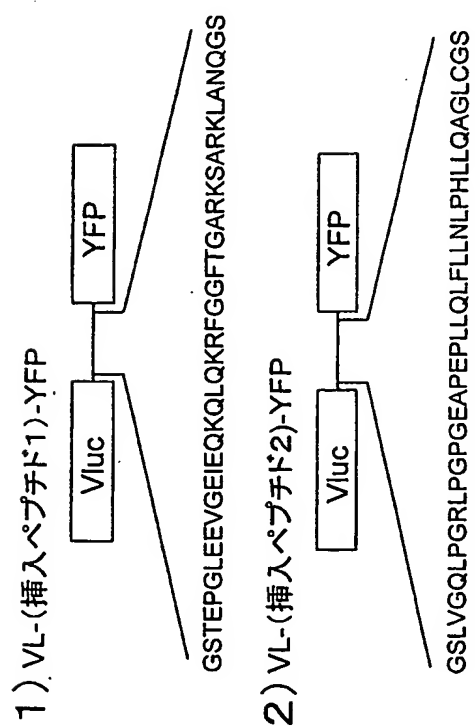 1) VL-(挿入ペプチド1)-YFP
Vluc
YFP
GSTEPGLEEVGEIEQKQLQKRFGGFTGARKSARKLANQGS
2) VL-(挿入ペプチド2)-YFP
Vluc
YFP
GSLVGQLPGRLPGPGEAPEPLLQLFLLNLPHLLQAGLCGS